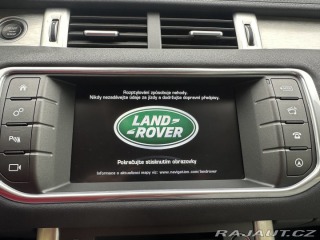 Rozptylování způsobuje nehody.
Nikdy nezadávejte údaje za jízdy a dodržujte dopravní předpisy.
LAND
ROVER
Pokračujte stisknutím obrazovky
Informace o aktualizaci mapy viz: www.navigation.com/landrover
RAJAUT.CZ